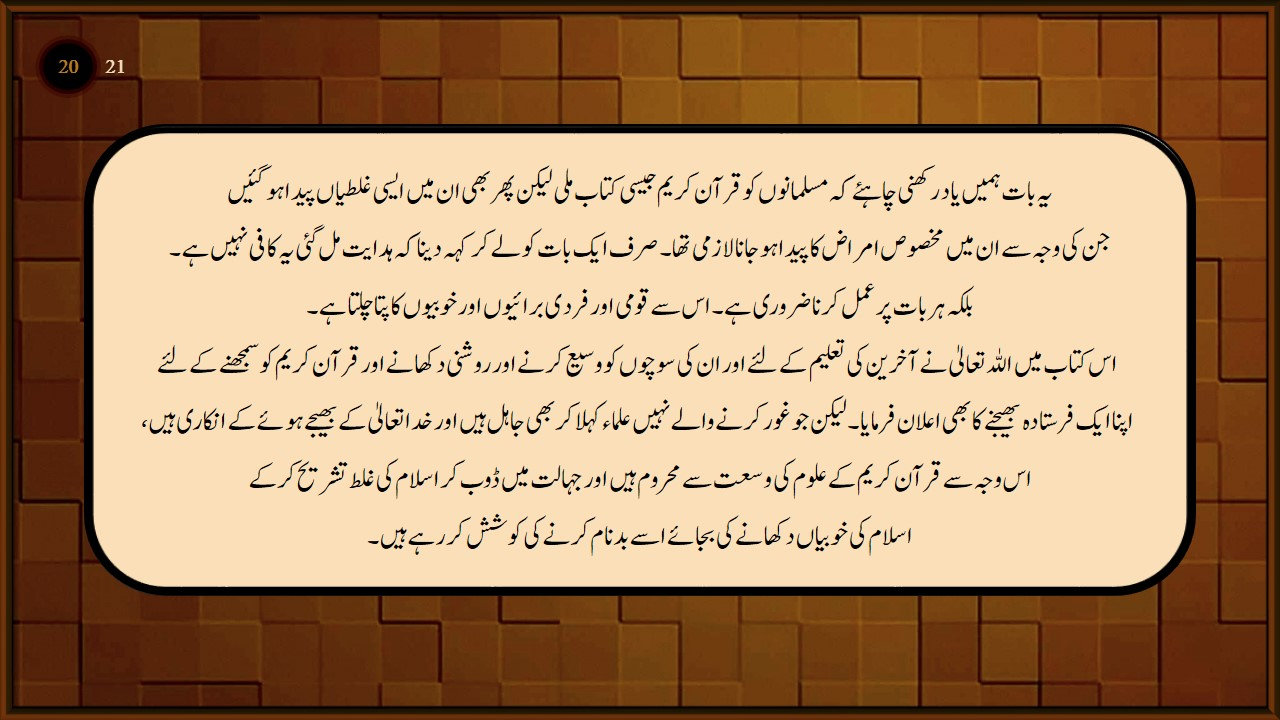 20 21
یہ بات ہمیں یاد رکھنی چاہئے کہ مسلمانوں کو قرآن کریم جیسی کتاب ملی لیکن پھر بھی ان میں ایسی غلطیاں پیدا ہو گئیں
جن کی وجہ سے ان میں مخصوص امراض کا پیدا ہو جانا لازمی تھا۔ صرف ایک بات کو لے کر کہہ دینا کہ ہدایت مل گئی یہ کافی نہیں ہے۔
بلکہ ہر بات پر عمل کرنا ضروری ہے۔ اس سے قومی اور فردی برائیوں اور خوبیوں کا پتا چلتا ہے۔
اس کتاب میں اللہ تعالیٰ نے آخرین کی تعلیم کے لئے اور ان کی سوچوں کو وسیع کرنے اور روشنی دکھانے اور قرآن کریم کو سمجھنے کے لئے
اپنا ایک فرستادہ بھیجنے کا بھی اعلان فرمایا۔ لیکن جو غور کرنے والے نہیں علماء کہلا کر بھی جاہل ہیں اور خدا تعالیٰ کے بھیجے ہوئے کے انکاری ہیں،
اس وجہ سے قرآن کریم کے علوم کی وسعت سے محروم ہیں اور جہالت میں ڈوب کر اسلام کی غلط تشریح کر کے
اسلام کی خوبیاں دکھانے کی بجائے اسے بدنام کرنے کی کوشش کر رہے ہیں۔